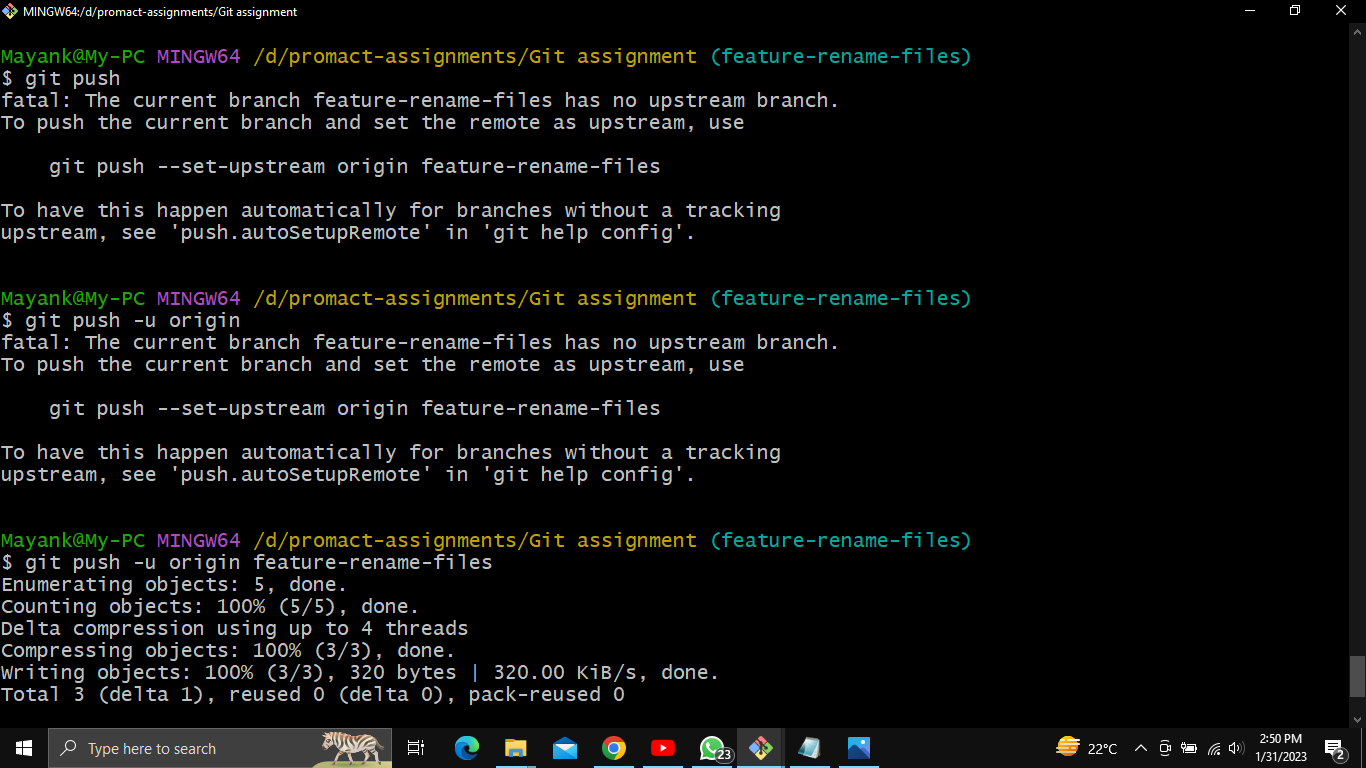 MINGW64:/d/promact-assignments/Git assignment
Mayank@My-PC MINGW64 /d/promact-assignments/Git assignment (feature-rename-files)
$ git push
fatal: The current branch feature-rename-files has no upstream branch.
To push the current branch and set the remote as upstream, use
    git push --set-upstream origin feature-rename-files
To have this happen automatically for branches without a tracking
upstream, see 'push.autoSetupRemote' in 'git help config'.
Mayank@My-PC MINGW64 /d/promact-assignments/Git assignment (feature-rename-files)
$ git push -u origin
fatal: The current branch feature-rename-files has no upstream branch.
To push the current branch and set the remote as upstream, use
    git push --set-upstream origin feature-rename-files
To have this happen automatically for branches without a tracking
upstream, see 'push.autoSetupRemote' in 'git help config'.
Mayank@My-PC MINGW64 /d/promact-assignments/Git assignment (feature-rename-files)
$ git push -u origin feature-rename-files
Enumerating objects: 5, done.
Counting objects: 100% (5/5), done.
Delta compression using up to 4 threads
Compressing objects: 100% (3/3), done.
Writing objects: 100% (3/3), 320 bytes | 320.00 KiB/s, done.
Total 3 (delta 1), reused 0 (delta 0), pack-reused 0
Type here to search
23
22°C
2:50 PM
1/31/2023
2